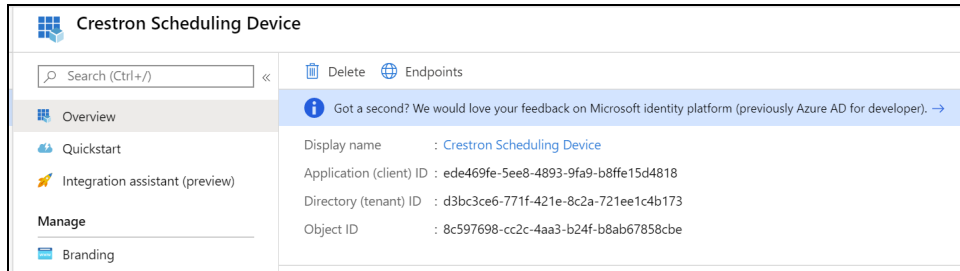 Crestron Scheduling Device
Search (Ctrl+/)
«
Overview
Quickstart
Integration assistant (preview)
Manage
Branding
Delete Endpoints
Got a second? We would love your feedback on Microsoft identity platform (previously Azure AD for developer). →
Display name : Crestron Scheduling Device
Application (client) ID : ede469fe-5ee8-4893-9fa9-b8ffe15d4818
Directory (tenant) ID : d3bc3ce6-771f-421e-8c2a-721ee1c4b173
Object ID : 8c597698-cc2c-4aa3-b24f-b8ab67858cbe